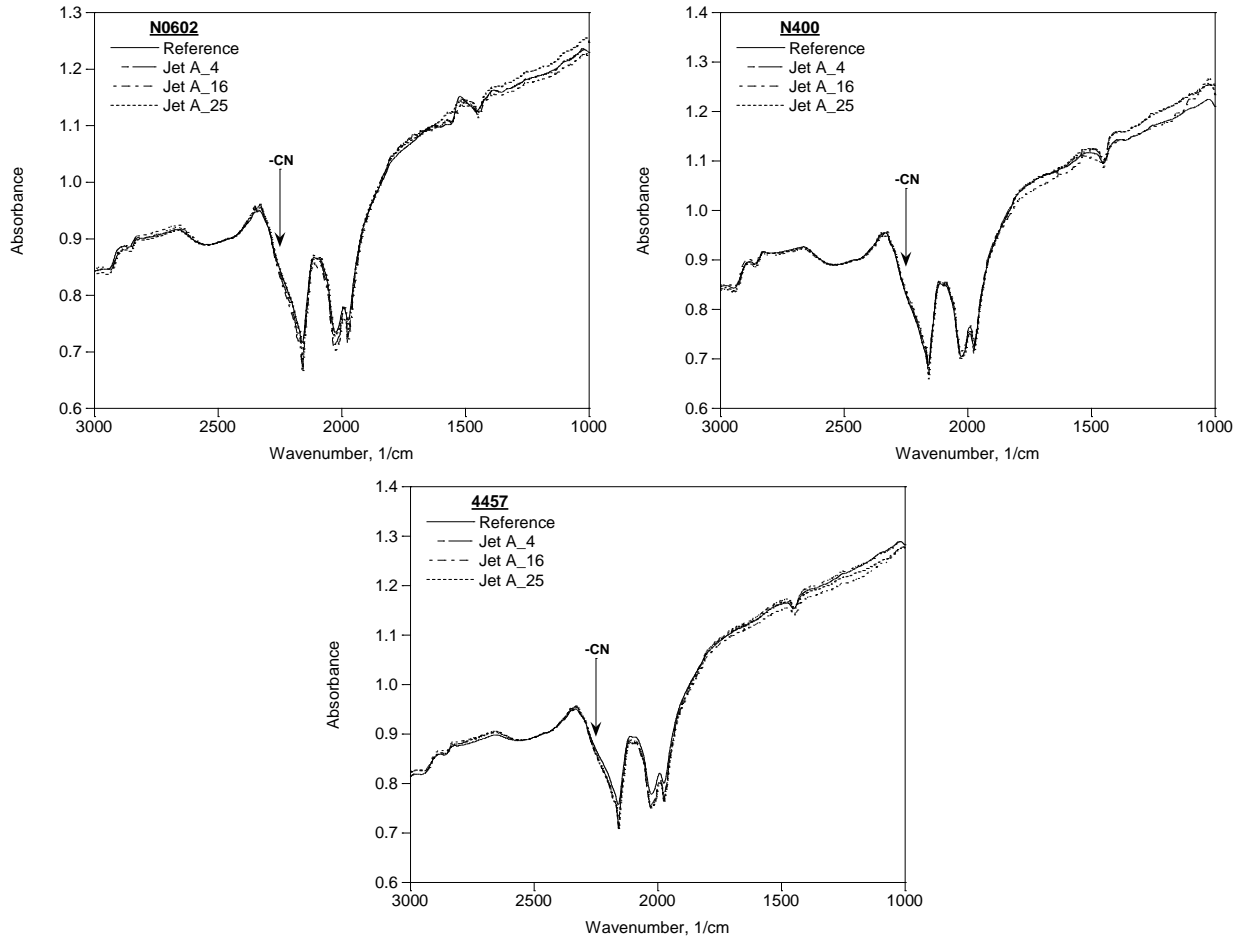 N0602
Reference
Jet A_4
Jet A_16
Jet A_25
-CN
1.3
1.2
1.1
1.0
0.9
0.8
0.7
0.6
Absorbance
3000 2500 2000 1500 1000
Wavenumber, 1/cm
N400
Reference
Jet A_4
Jet A_16
Jet A_25
-CN
1.4
1.3
1.2
1.1
1.0
0.9
0.8
0.7
0.6
Absorbance
3000 2500 2000 1500 1000
Wavenumber, 1/cm
4457
Reference
Jet A_4
Jet A_16
Jet A_25
-CN
1.4
1.3
1.2
1.1
1.0
0.9
0.8
0.7
0.6
Absorbance
3000 2500 2000 1500 1000
Wavenumber, 1/cm